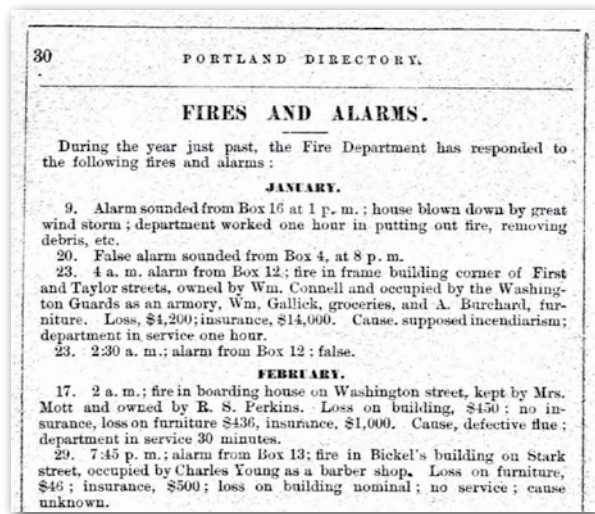 30
PORTLAND DIRECTORY.
FIRES AND ALARMS.
During the year just past, the Fire Department has responded to
the following fires and alarms :
JANUARY.
9. Alarm sounded from Box 16 at 1 p. m. ; house blown down by great
wind storm ; department worked one hour in putting out fire, removing
debris, etc.
20. False alarm sounded from Box 4, at 8 p. m.
23. 4 a. m. alarm from Box 12 ; fire in frame building corner of First
and Taylor streets, owned by Wm. Connell and occupied by the Washing-
ton Guards as an armory, Wm. Gallick, groceries, and A. Burchard, fur-
niture. Loss, $4,200; insurance, $14,000. Cause. supposed incendiarism;
department in service one hour.
23. 2:30 a. m.; alarm from Box 12 ; false.
FEBRUARY.
17. 2 a. m.; fire in boarding house on Washington street, kept by Mrs.
Mott and owned by R. S. Perkins. Loss on building, $450 ; no in-
surance, loss on furniture $436, insurance, $1,000. Cause, defective flue ;
department in service 30 minutes.
29. 7:45 p. m.; alarm from Box 13; fire in Bickel's building on Stark
street, occupied by Charles Young as a barber shop. Loss on furniture,
$46 ; insurance, $500 ; loss on building nominal ; no service ; cause
unknown.